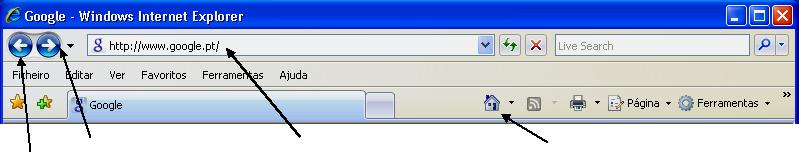 Google - Windows Internet Explorer
http://www.google.pt/ Live Search
Ficheiro Editar Ver Favoritos Ferramentas Ajuda
Google Página Ferramentas